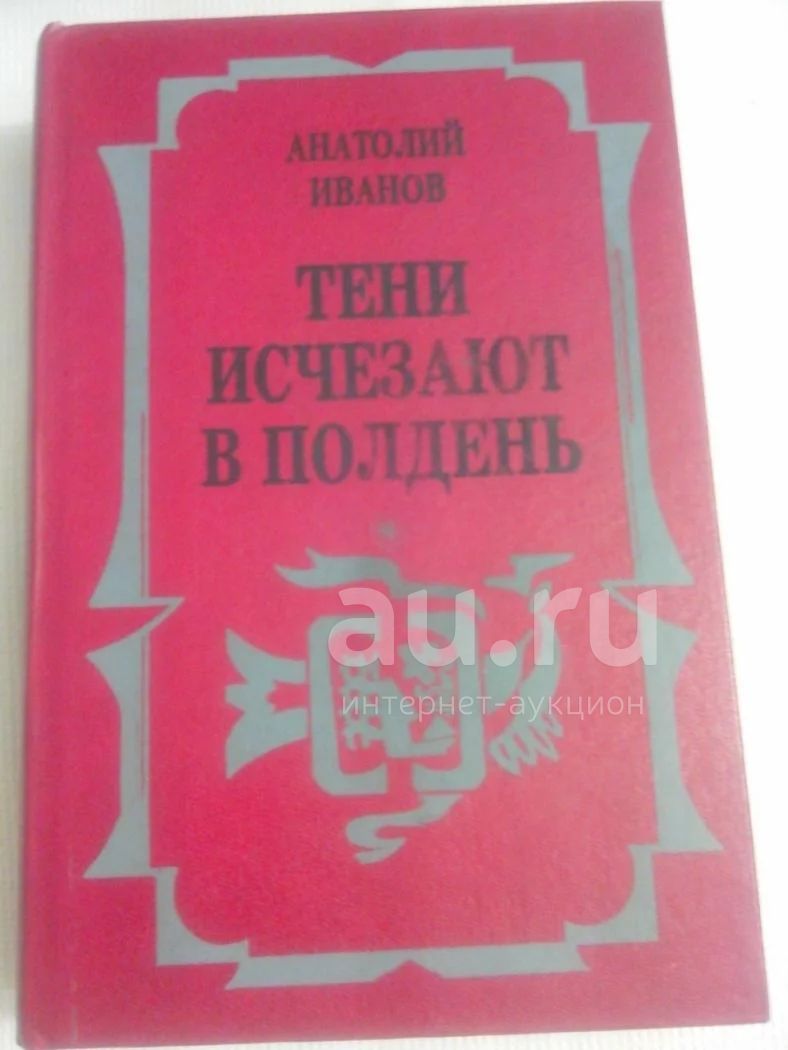 АНАТОЛИЙ
ИВАНОВ
ТЕНИ
ИСЧЕЗАЮТ
В ПОЛДЕНЬ
au.ru
интернет-аукцион